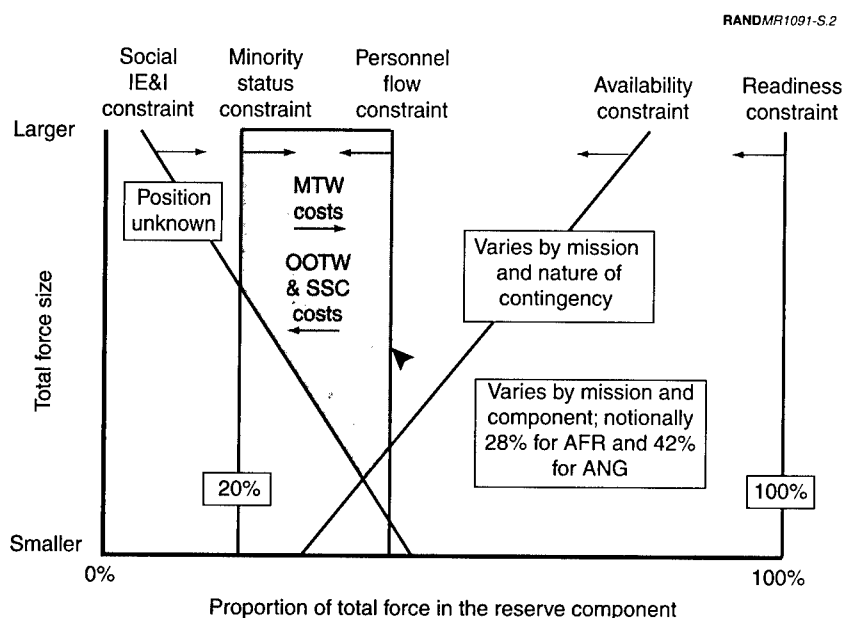 RANDMR1091-S.2
Social
IE&I
constraint
Minority
status
constraint
Personnel
flow
constraint
Availability
constraint
Readiness
constraint
Larger
Position
unknown
MTW
costs
OOTW
& SSC
costs
Varies by mission
and nature of
contingency
Total force size
Varies by mission and
component; notionally
28% for AFR and 42%
for ANG
20%
100%
Smaller
0%
100%
Proportion of total force in the reserve component